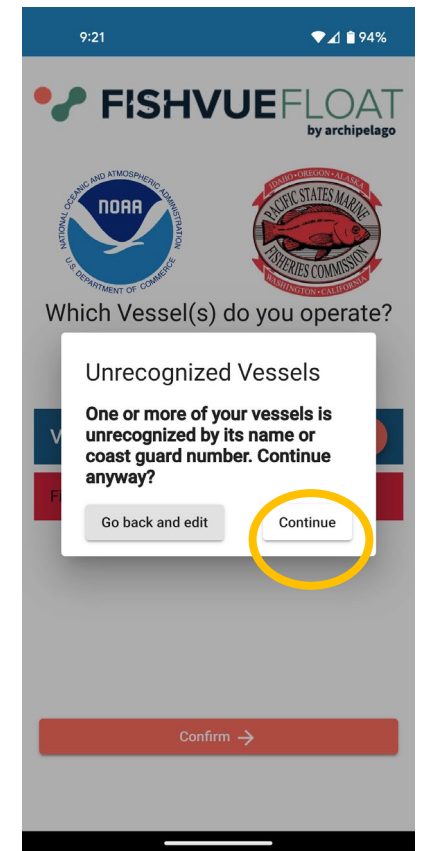 9:21
94%
FISHVUEFLOAT
by archipelago
NATIONAL OCEANIC AND ATMOSPHERIC ADMINISTRATION
NOAA
U.S. DEPARTMENT OF COMMERCE
IDAHO·OREGON·ALASKA
PACIFIC STATES MARINE
FISHERIES COMMISSION
WASHINGTON·CALIFORNIA
Which Vessel(s) do you operate?
Unrecognized Vessels
One or more of your vessels is
unrecognized by its name or
coast guard number. Continue
anyway?
Go back and edit
Continue
Confirm →